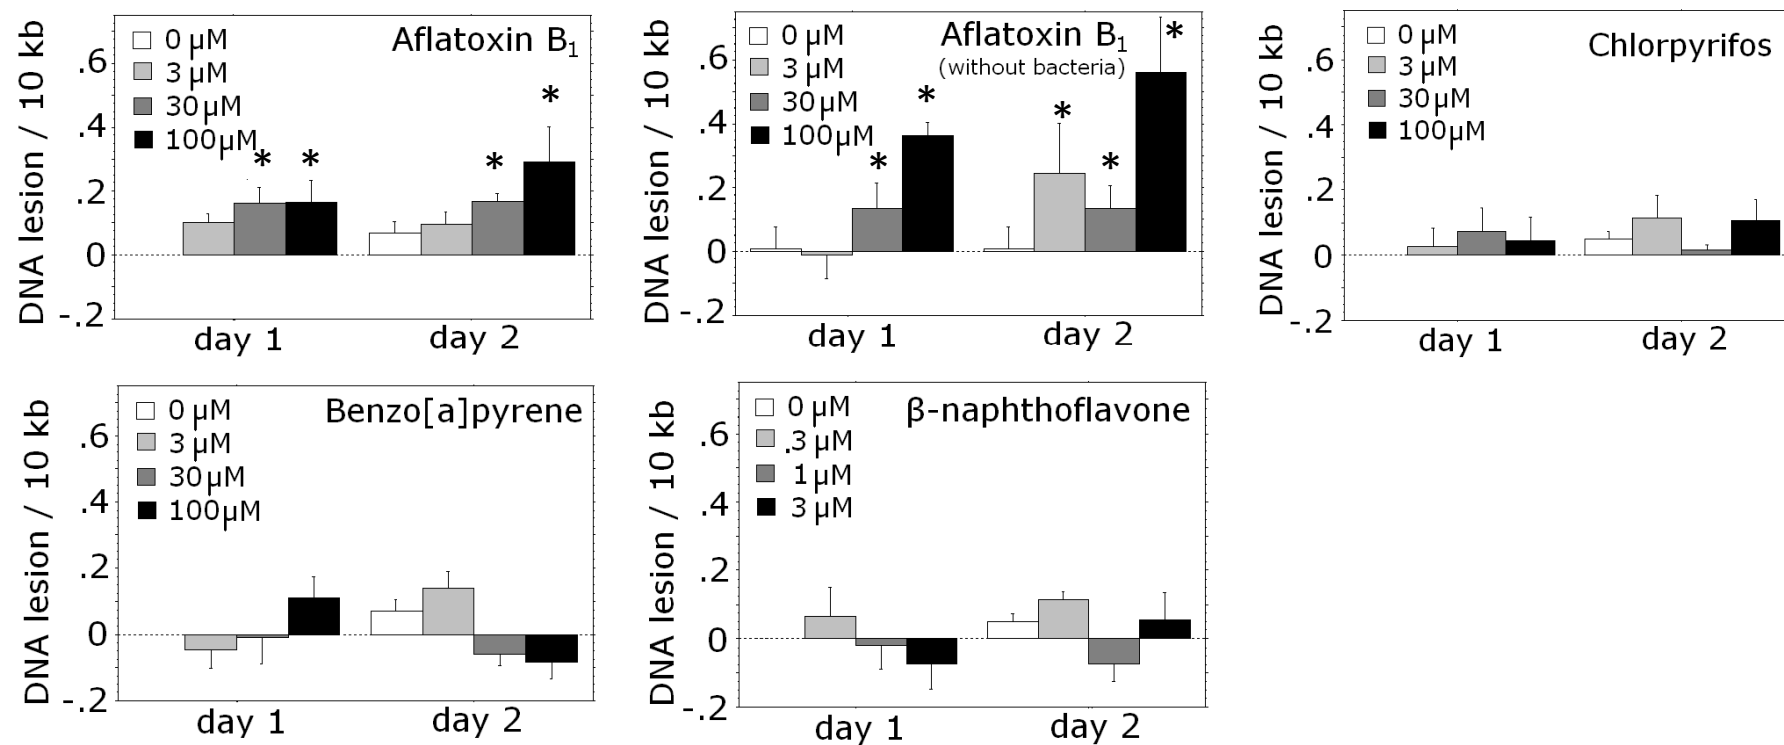 DNA lesion / 10 kb
.6
.4
.2
0
-.2
0 µM
3 µM
30 µM
100 µM
Aflatoxin B1
* * * *
day 1 day 2
DNA lesion / 10 kb
.6
.4
.2
0
-.2
0 µM
3 µM
30 µM
100 µM
Aflatoxin B1
(without bacteria)
* * * * *
day 1 day 2
DNA lesion / 10 kb
.6
.4
.2
0
-.2
0 µM
3 µM
30 µM
100 µM
Chlorpyrifos
day 1 day 2
DNA lesion / 10 kb
.6
.4
.2
0
-.2
0 µM
3 µM
30 µM
100 µM
Benzo[a]pyrene
day 1 day 2
DNA lesion / 10 kb
.6
.4
.2
0
-.2
0 µM
.3 µM
1 µM
3 µM
β-naphthoflavone
day 1 day 2